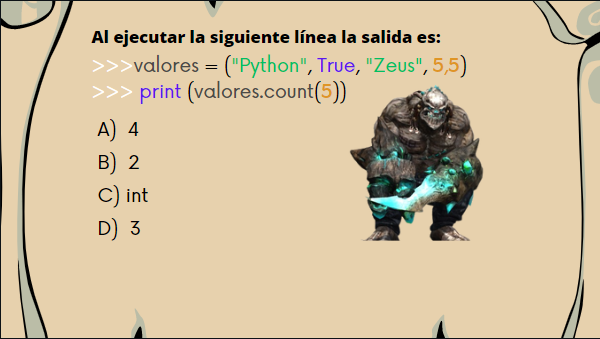 Al ejecutar la siguiente línea la salida es:
>>>valores = ("Python", True, "Zeus", 5,5)
>>> print (valores.count(5))
A) 4
B) 2
C) int
D) 3